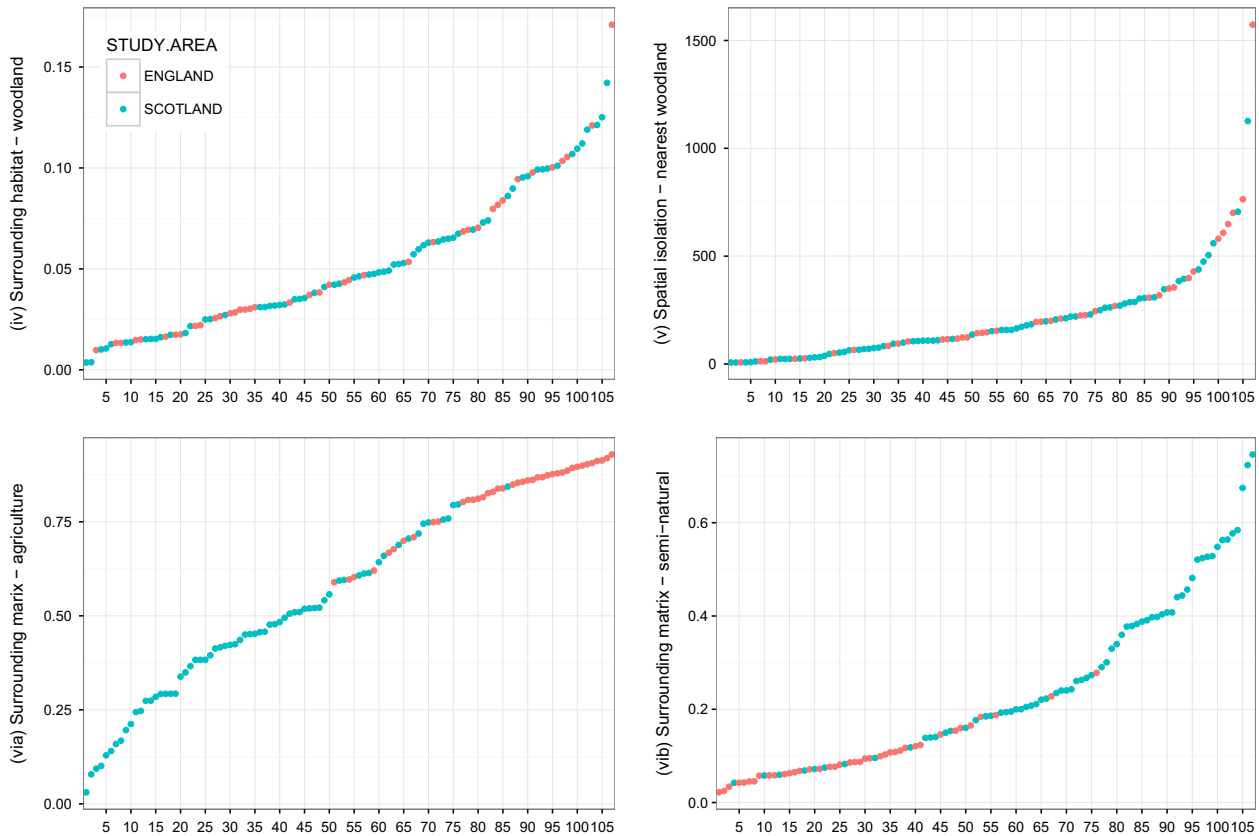 (iv) Surrounding habitat − woodland
0.15
0.10
0.05
0.00
STUDY.AREA
ENGLAND
SCOTLAND
5 10 15 20 25 30 35 40 45 50 55 60 65 70 75 80 85 90 95 100 105
(v) Spatial isolation − nearest woodland
1500
1000
500
0
5 10 15 20 25 30 35 40 45 50 55 60 65 70 75 80 85 90 95 100 105
(via) Surrounding marix − agriculture
0.75
0.50
0.25
0.00
5 10 15 20 25 30 35 40 45 50 55 60 65 70 75 80 85 90 95 100 105
(vib) Surrounding matrix − semi−natural
0.6
0.4
0.2
0.0
5 10 15 20 25 30 35 40 45 50 55 60 65 70 75 80 85 90 95 100 105